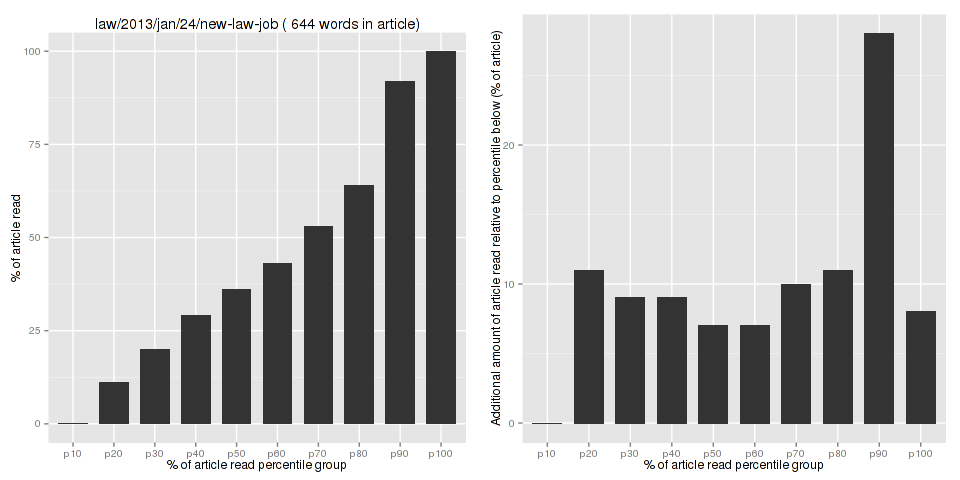 law/2013/jan/24/new-law-job ( 644 words in article)
% of article read
100
75
50
25
0
p10 p20 p30 p40 p50 p60 p70 p80 p90 p100
% of article read percentile group
Additional amount of article read relative to percentile below (% of article)
20
10
0
p10 p20 p30 p40 p50 p60 p70 p80 p90 p100
% of article read percentile group